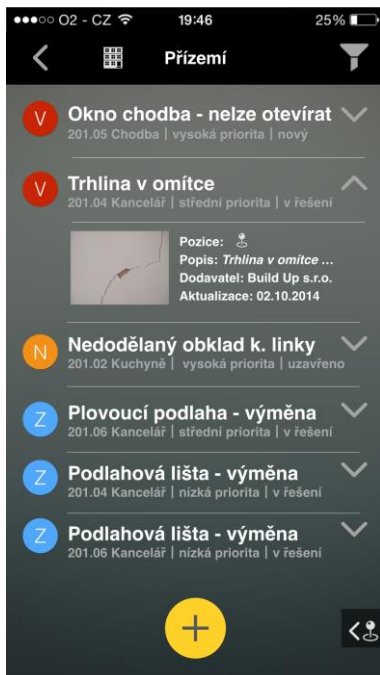 O2 - CZ 19:46 25%
Přízemí
V Okno chodba - nelze otevírat
201.05 Chodba | vysoká priorita | nový
V Trhlina v omítce
201.04 Kancelář | střední priorita | v řešení
Pozice:
Popis: Trhlina v omítce ...
Dodavatel: Build Up s.r.o.
Aktualizace: 02.10.2014
N Nedodělaný obklad k. linky
201.02 Kuchyně | vysoká priorita | uzavřeno
Z Plovoucí podlaha - výměna
201.06 Kancelář | střední priorita | v řešení
Z Podlahová lišta - výměna
201.04 Kancelář | nízká priorita | v řešení
Z Podlahová lišta - výměna
201.06 Kancelář | nízká priorita | v řešení